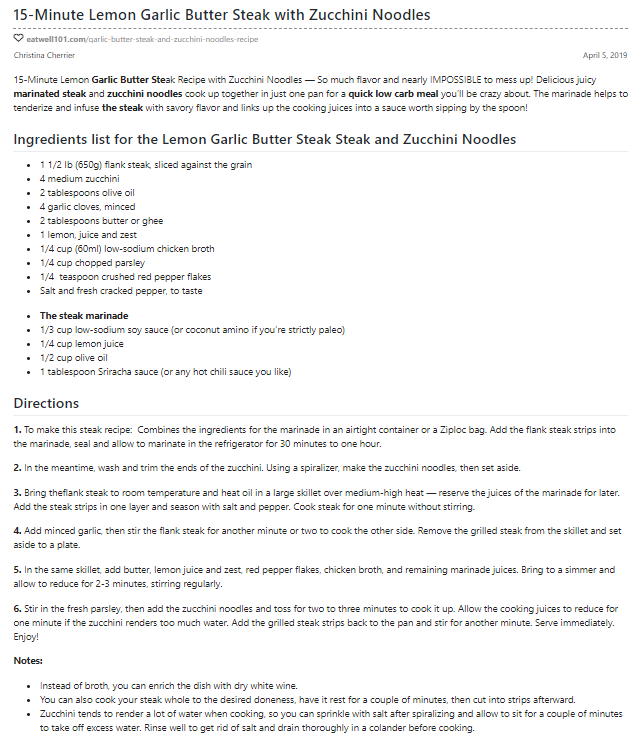 15-Minute Lemon Garlic Butter Steak with Zucchini Noodles
eatwell101.com/garlic-butter-steak-and-zucchini-noodles-recipe
Christina Cherrier April 5, 2019
15-Minute Lemon Garlic Butter Steak Recipe with Zucchini Noodles — So much flavor and nearly IMPOSSIBLE to mess up! Delicious juicy
marinated steak and zucchini noodles cook up together in just one pan for a quick low carb meal you'll be crazy about. The marinade helps to
tenderize and infuse the steak with savory flavor and links up the cooking juices into a sauce worth sipping by the spoon!
Ingredients list for the Lemon Garlic Butter Steak Steak and Zucchini Noodles
• 1 1/2 lb (650g) flank steak, sliced against the grain
• 4 medium zucchini
• 2 tablespoons olive oil
• 4 garlic cloves, minced
• 2 tablespoons butter or ghee
• 1 lemon, juice and zest
• 1/4 cup (60ml) low-sodium chicken broth
• 1/4 cup chopped parsley
• 1/4 teaspoon crushed red pepper flakes
• Salt and fresh cracked pepper, to taste
• The steak marinade
• 1/3 cup low-sodium soy sauce (or coconut amino if you're strictly paleo)
• 1/4 cup lemon juice
• 1/2 cup olive oil
• 1 tablespoon Sriracha sauce (or any hot chili sauce you like)
Directions
1. To make this steak recipe: Combines the ingredients for the marinade in an airtight container or a Ziploc bag. Add the flank steak strips into
the marinade, seal and allow to marinate in the refrigerator for 30 minutes to one hour.
2. In the meantime, wash and trim the ends of the zucchini. Using a spiralizer, make the zucchini noodles, then set aside.
3. Bring theflank steak to room temperature and heat oil in a large skillet over medium-high heat — reserve the juices of the marinade for later.
Add the steak strips in one layer and season with salt and pepper. Cook steak for one minute without stirring.
4. Add minced garlic, then stir the flank steak for another minute or two to cook the other side. Remove the grilled steak from the skillet and set
aside to a plate.
5. In the same skillet, add butter, lemon juice and zest, red pepper flakes, chicken broth, and remaining marinade juices. Bring to a simmer and
allow to reduce for 2-3 minutes, stirring regularly.
6. Stir in the fresh parsley, then add the zucchini noodles and toss for two to three minutes to cook it up. Allow the cooking juices to reduce for
one minute if the zucchini renders too much water. Add the grilled steak strips back to the pan and stir for another minute. Serve immediately.
Enjoy!
Notes:
• Instead of broth, you can enrich the dish with dry white wine.
• You can also cook your steak whole to the desired doneness, have it rest for a couple of minutes, then cut into strips afterward.
• Zucchini tends to render a lot of water when cooking, so you can sprinkle with salt after spiralizing and allow to sit for a couple of minutes
to take off excess water. Rinse well to get rid of salt and drain thoroughly in a colander before cooking.